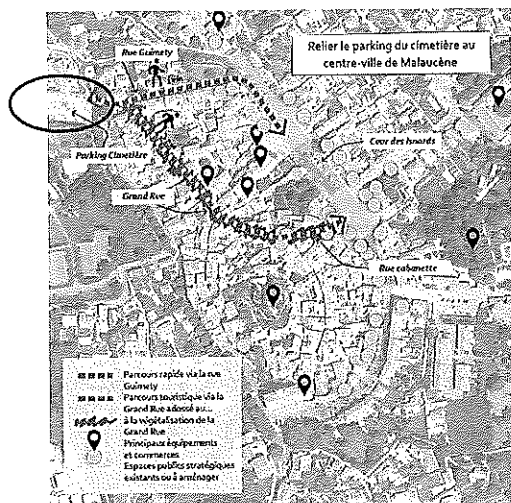 Rue Guimety
Relier le parking du cimetière au
centre-ville de Malaucène
Cour des Isnards
Parking Cimetière
Grand Rue
Rue cabanette
Parcours rapide via la rue
Guimety
Parcours touristique via la
Grand Rue adossé au...
à la végétalisation de la
Grand Rue
Principaux équipements
et commerces
Espaces publics stratégiques
existants ou à aménager